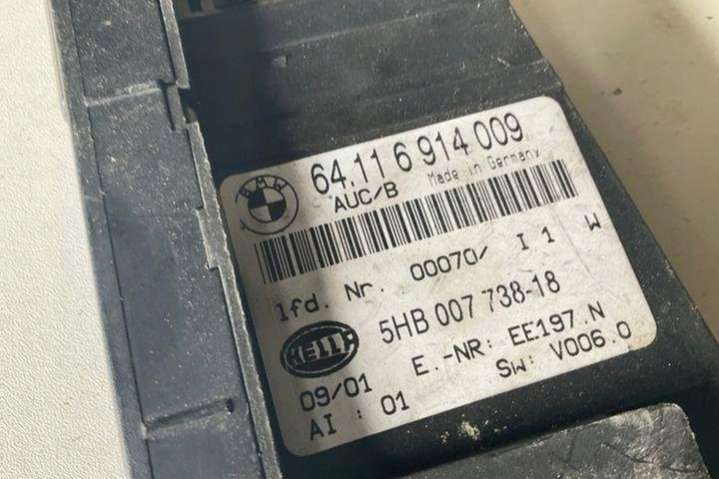 BMW
64.11 6 914 009
AUC/B Made in Germany
lfd. Nr. 00070/ I 1 W
HELLA 5HB 007 738-18
09/01 E.-NR: EE197.N
AI : 01 SW: V006.0